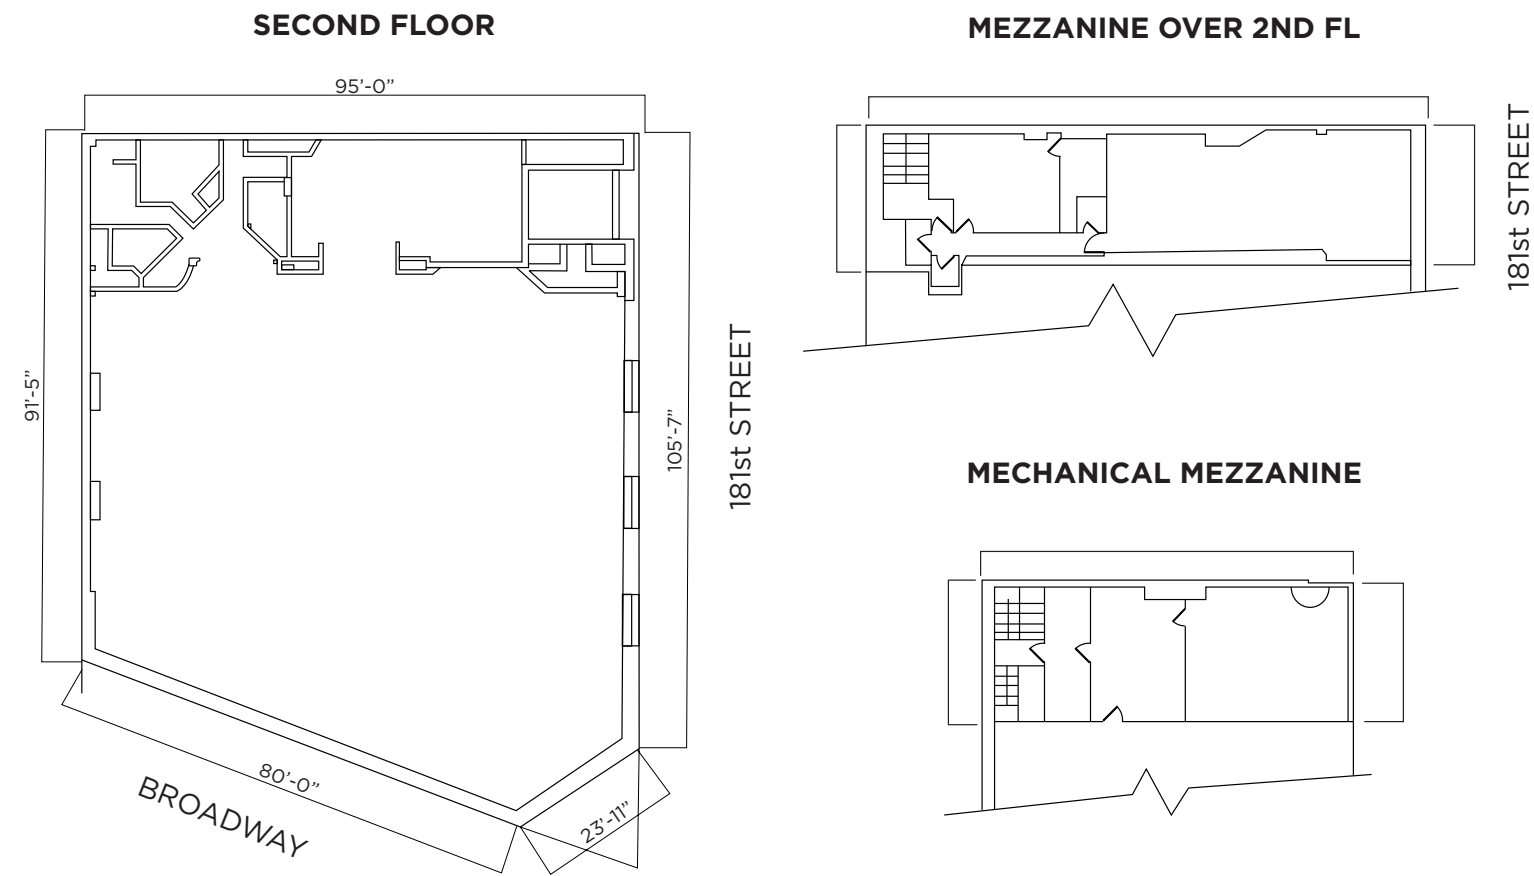 SECOND FLOOR
95’-0”
91’-5”
105’-7”
181st STREET
80’-0”
23’-11”
BROADWAY
MEZZANINE OVER 2ND FL
181st STREET
MECHANICAL MEZZANINE